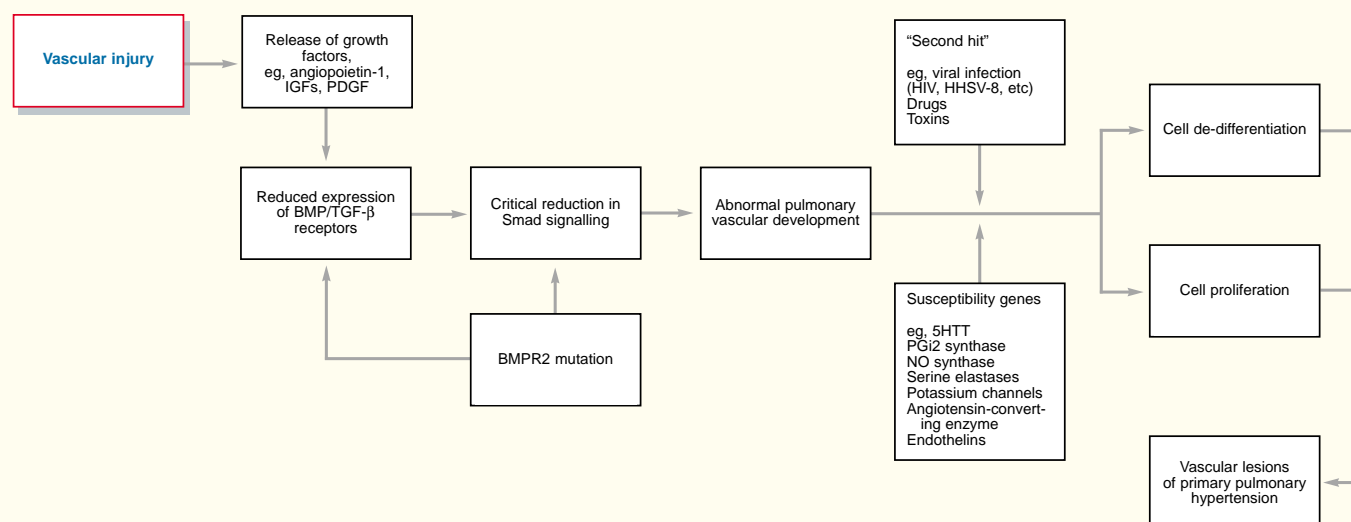 Vascular injury
Release of growth
factors,
eg, angiopoietin-1,
IGFs, PDGF
Reduced expression
of BMP/TGF-β
receptors
Critical reduction in
Smad signalling
BMPR2 mutation
Abnormal pulmonary
vascular development
“Second hit”
eg, viral infection
(HIV, HHSV-8, etc)
Drugs
Toxins
Susceptibility genes
eg, 5HTT
PGi2 synthase
NO synthase
Serine elastases
Potassium channels
Angiotensin-convert-
ing enzyme
Endothelins
Cell de-differentiation
Cell proliferation
Vascular lesions
of primary pulmonary
hypertension